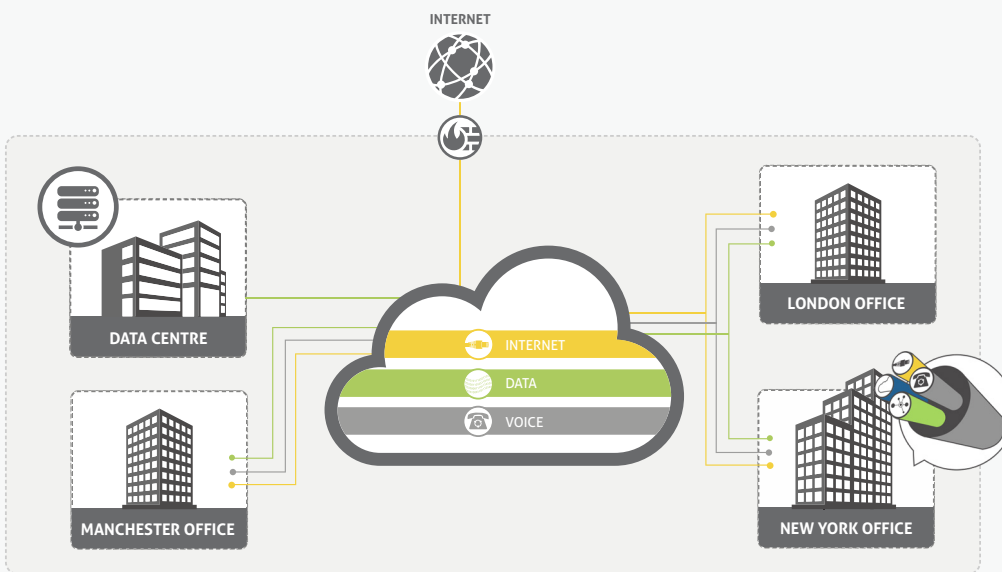 INTERNET
DATA CENTRE
LONDON OFFICE
INTERNET
DATA
VOICE
MANCHESTER OFFICE
NEW YORK OFFICE